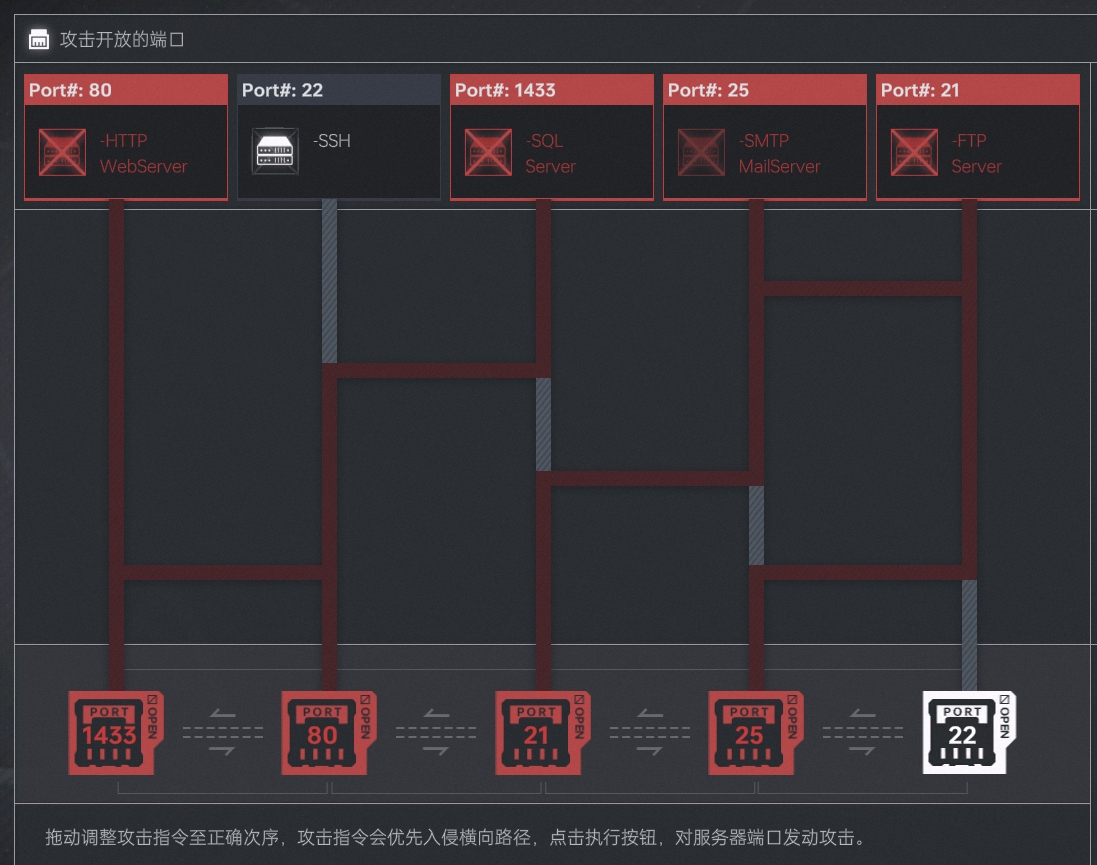 攻击开放的端口
Port#: 80
Port#: 22
Port#: 1433
Port#: 25
Port#: 21
-HTTP
WebServer
-SSH
-SQL
Server
-SMTP
MailServer
-FTP
Server
PORT
1433
OPEN
PORT
80
OPEN
PORT
21
OPEN
PORT
25
OPEN
PORT
22
OPEN
拖动调整攻击指令至正确次序，攻击指令会优先入侵横向路径，点击执行按钮，对服务器端口发动攻击。